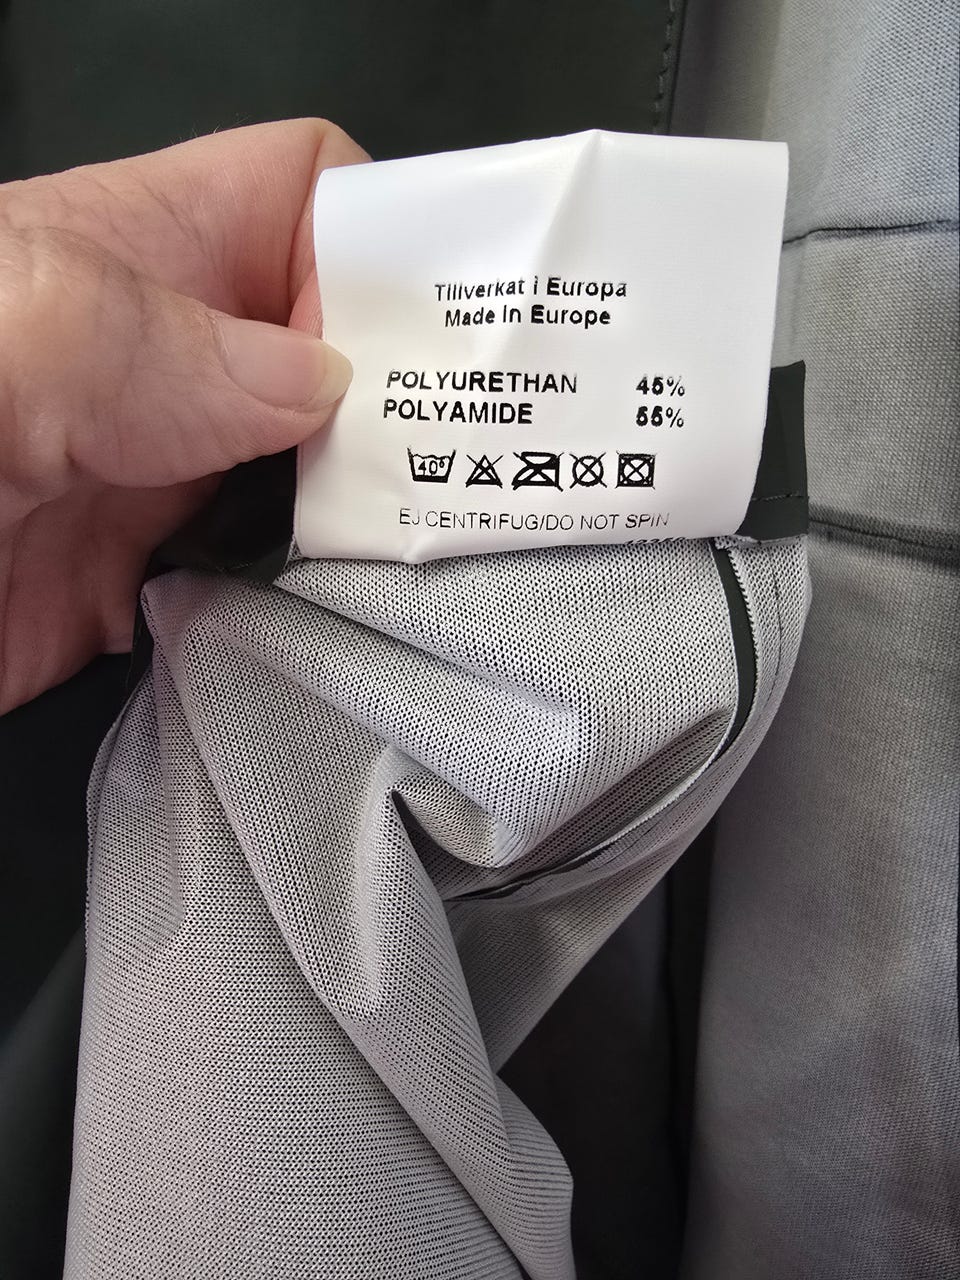 Tillverkat i Europa
Made in Europe
POLYURETHAN 45%
POLYAMIDE 55%
40°
EJ CENTRIFUG/DO NOT SPIN